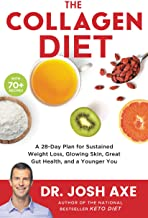 THE
COLLAGEN
DIET
WITH
70+
RECIPES
A 28-Day Plan for Sustained
Weight Loss, Glowing Skin, Great
Gut Health, and a Younger You
DR. JOSH AXE
AUTHOR OF THE NATIONAL
BESTSELLER KETO DIET